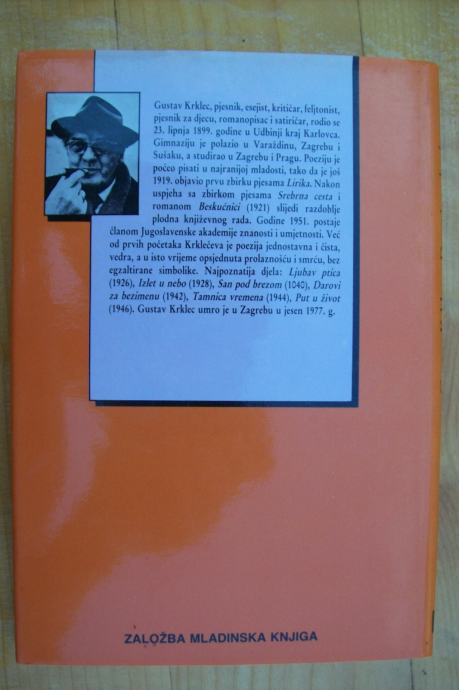 Gustav Krklec, pjesnik, esejist, kritičar, feljtonist,
pjesnik za djecu, romanopisac i satiričar, rodio se
23. lipnja 1899. godine u Udbinji kraj Karlovca.
Gimnaziju je polazio u Varaždinu, Zagrebu i
Sušaku, a studirao u Zagrebu i Pragu. Poeziju je
počeo pisati u najranijoj mladosti, tako da je još
1919. objavio prvu zbirku pjesama Lirika. Nakon
uspjeha sa zbirkom pjesama Srebrna cesta i
romanom Beskućnici (1921) slijedi razdoblje
plodna književnog rada. Godine 1951. postaje
članom Jugoslavenske akademije znanosti i umjetnosti. Već
od prvih početaka Krklećeva je poezija jednostavna i čista,
vedra, a u isto vrijeme opsjednuta prolaznošću i smrću, bez
egzaltirane simbolike. Najpoznatija djela: Ljubav ptica
(1926), Izlet u nebo (1928), San pod brezom (1040), Darovi
za bezimenu (1942), Tamnica vremena (1944), Put u život
(1946). Gustav Krklec umro je u Zagrebu u jesen 1977. g.
ZALOŽBA MLADINSKA KNJIGA